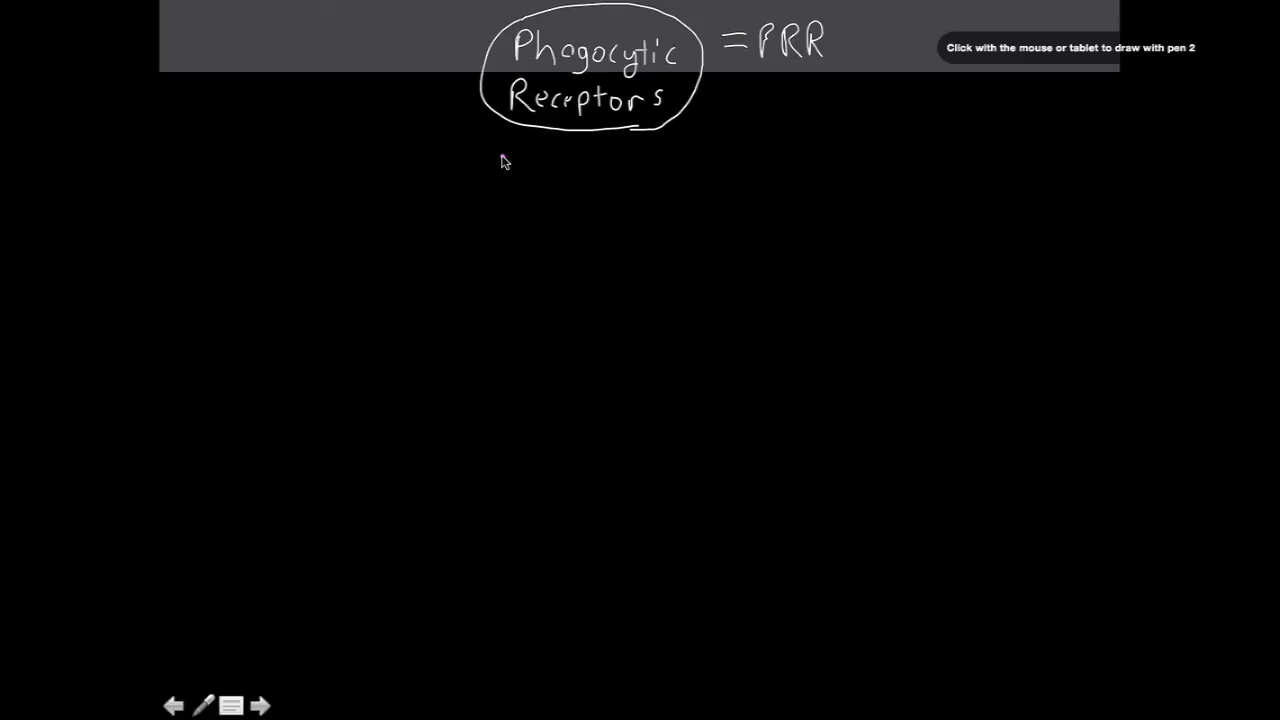 Phagocytic
Receptors
= PRR
Click with the mouse or tablet to draw with pen 2